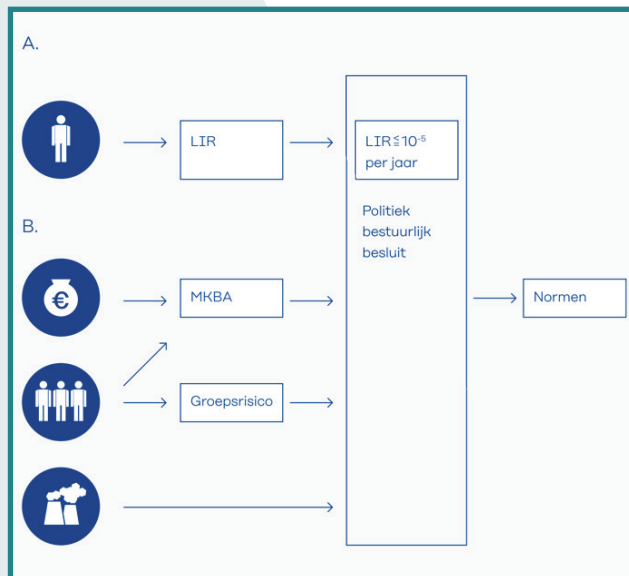 A.
LIR
LIR ≦ 10⁻⁵
per jaar
Politiek
bestuurlijk
besluit
B.
€
MKBA
Normen
Groepsrisico